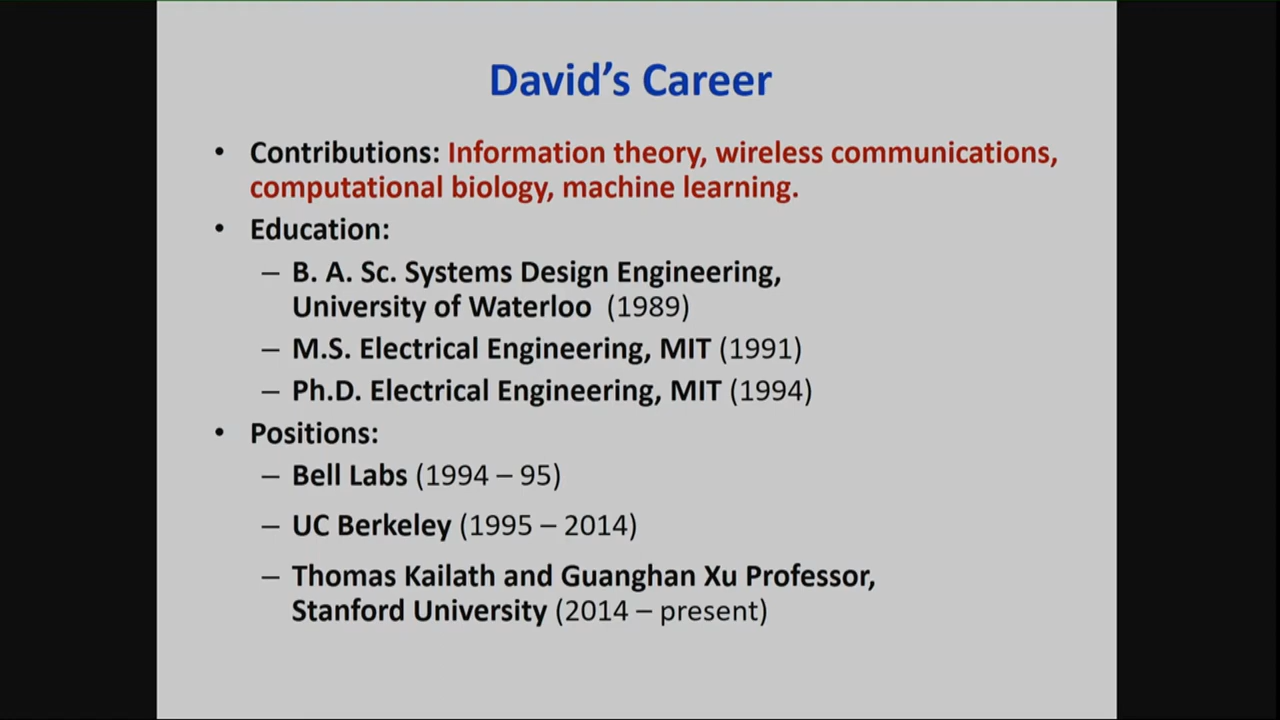 David's Career
• Contributions: Information theory, wireless communications,
computational biology, machine learning.
• Education:
– B. A. Sc. Systems Design Engineering,
University of Waterloo (1989)
– M.S. Electrical Engineering, MIT (1991)
– Ph.D. Electrical Engineering, MIT (1994)
• Positions:
– Bell Labs (1994 – 95)
– UC Berkeley (1995 – 2014)
– Thomas Kailath and Guanghan Xu Professor,
Stanford University (2014 – present)